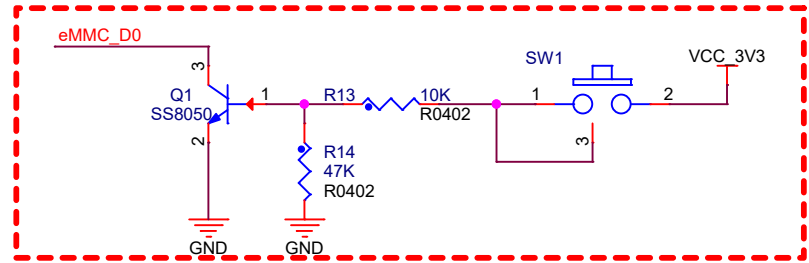 eMMC_D0
3
Q1
SS8050
1
2
GND
R13
10K
R0402
R14
47K
R0402
GND
SW1
1
2
3
VCC_3V3